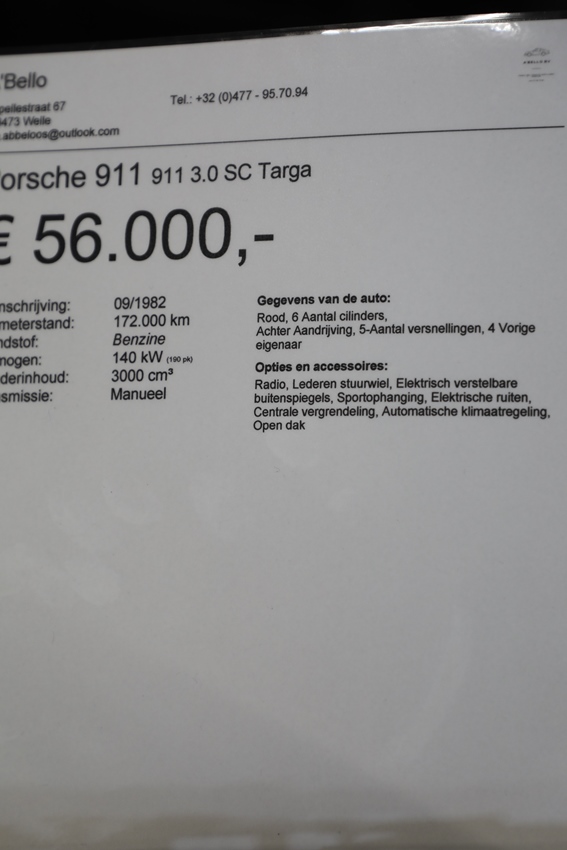 'Bello
pellestraat 67
Tel.: +32 (0)477 - 95.70.94
473 Welle
.abbeloos@outlook.com
orsche 911 911 3.0 SC Targa
€ 56.000,-
nschrijving: 09/1982
meterstand: 172.000 km
ndstof: Benzine
mogen: 140 kW (190 pk)
derinhoud: 3000 cm³
smissie: Manueel
Gegevens van de auto:
Rood, 6 Aantal cilinders,
Achter Aandrijving, 5-Aantal versnellingen, 4 Vorige
eigenaar
Opties en accessoires:
Radio, Lederen stuurwiel, Elektrisch verstelbare
buitenspiegels, Sportophanging, Elektrische ruiten,
Centrale vergrendeling, Automatische klimaatregeling,
Open dak